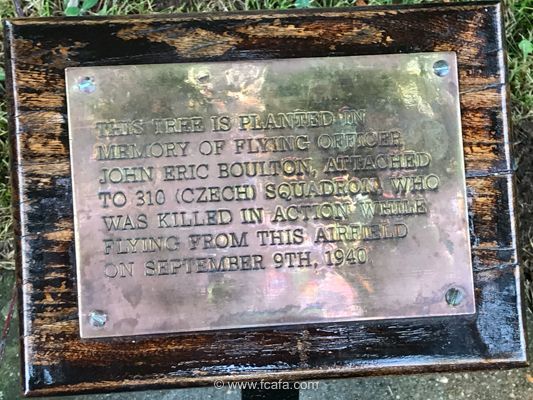 THIS TREE IS PLANTED IN
MEMORY OF FLYING OFFICER
JOHN ERIC BOULTON, ATTACHED
TO 310 (CZECH) SQUADRON, WHO
WAS KILLED IN ACTION WHILE
FLYING FROM THIS AIRFIELD
ON SEPTEMBER 9TH, 1940
© www.fcafa.com